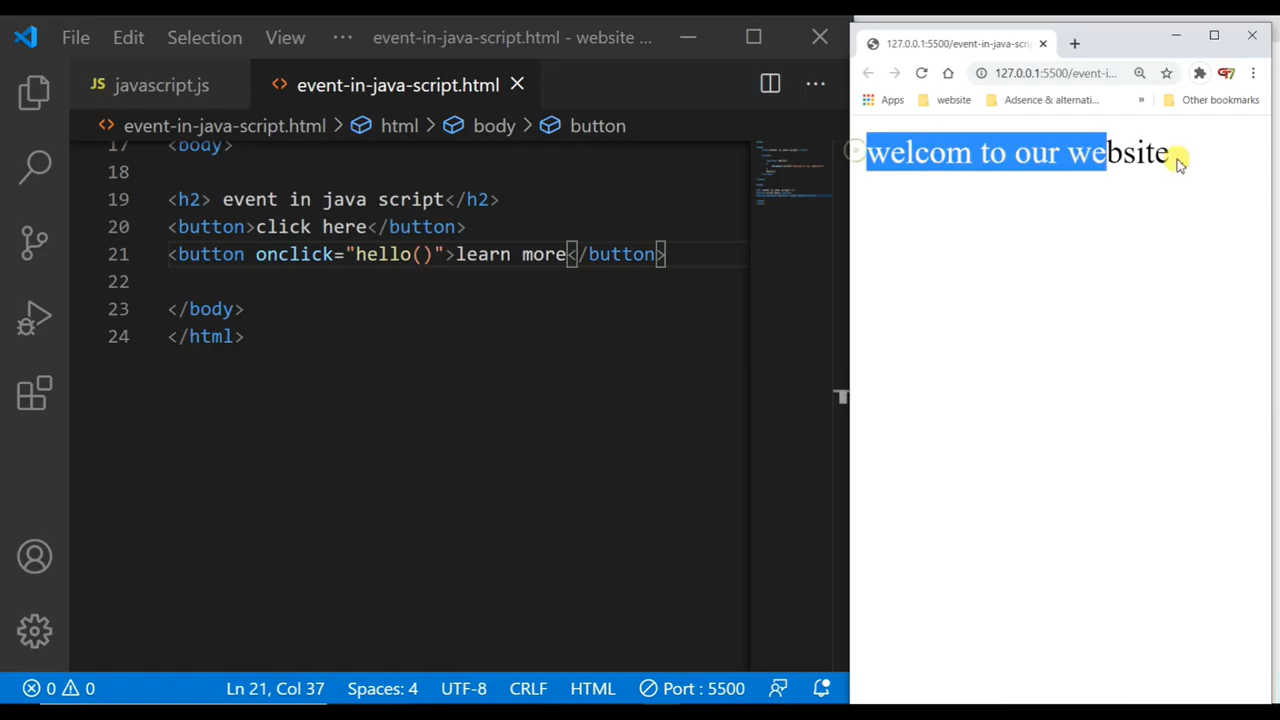 File Edit Selection View ··· event-in-java-script.html - website ...
JS javascript.js event-in-java-script.html
event-in-java-script.html > html > body > button
17 <body>
18
19 <h2> event in java script</h2>
20 <button>click here</button>
21 <button onclick="hello()">learn more</button>
22
23 </body>
24 </html>
0 0 Ln 21, Col 37 Spaces: 4 UTF-8 CRLF HTML Port : 5500
127.0.0.1:5500/event-in-java-scri
127.0.0.1:5500/event-i...
Apps website Adsence & alternati... » Other bookmarks
welcom to our website